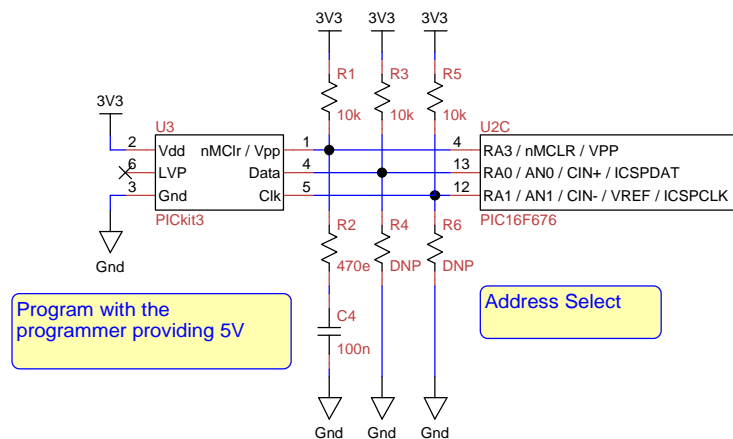 3V3 3V3 3V3
R1 R3 R5
10k 10k 10k
3V3
U3 U2C
2 Vdd nMClr / Vpp 1 4 RA3 / nMCLR / VPP
6 LVP Data 4 13 RA0 / AN0 / CIN+ / ICSPDAT
3 Gnd Clk 5 12 RA1 / AN1 / CIN- / VREF / ICSPCLK
PICkit3 PIC16F676
R2 R4 R6
470e DNP DNP
Gnd
Program with the
programmer providing 5V
Address Select
C4
100n
Gnd Gnd Gnd